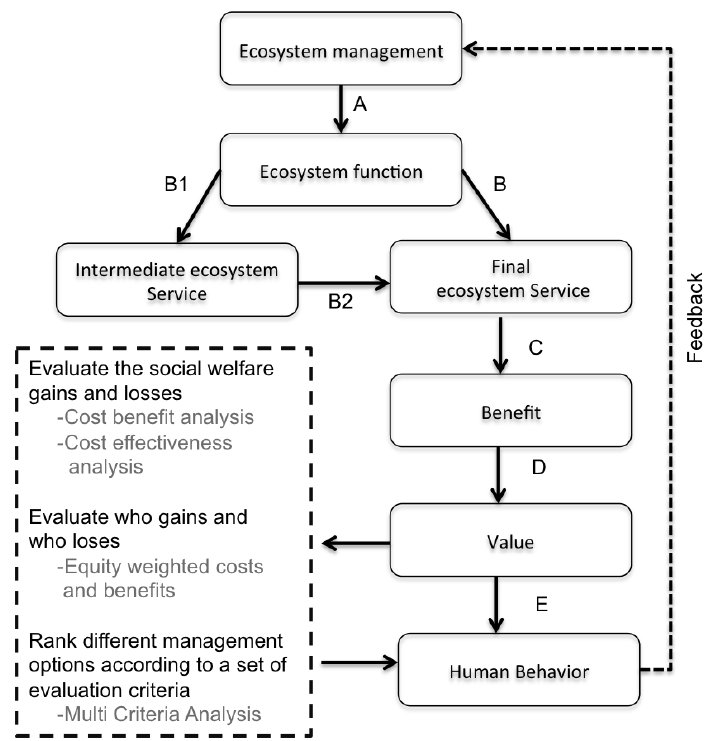 Ecosystem management
A
Ecosystem function
B1
B
Intermediate ecosystem
Service
B2
Final
ecosystem Service
Feedback
C
Evaluate the social welfare
gains and losses
-Cost benefit analysis
-Cost effectiveness
analysis
Benefit
D
Evaluate who gains and
who loses
-Equity weighted costs
and benefits
Value
E
Rank different management
options according to a set of
evaluation criteria
-Multi Criteria Analysis
Human Behavior